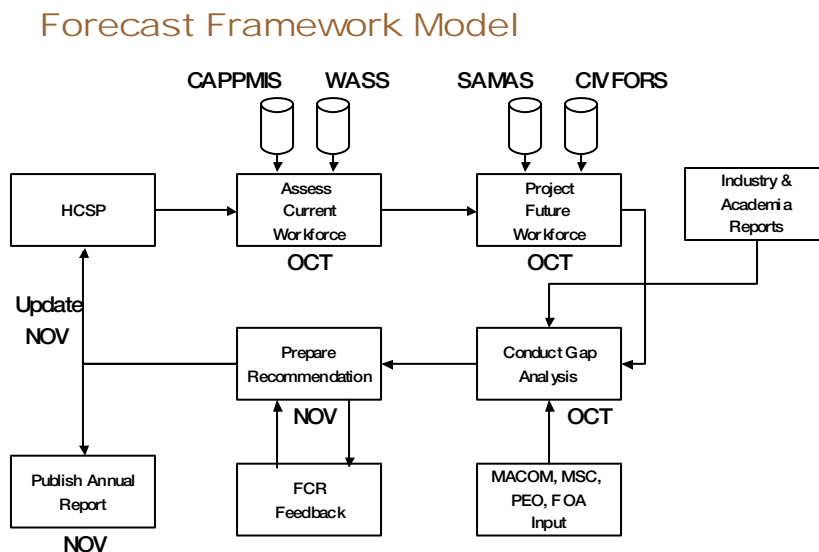 Forecast Framework Model
CAPPMIS WASS SAMAS CIVFORS
HCSP
Assess
Current
Workforce
Project
Future
Workforce
Industry &
Academia
Reports
OCT
OCT
Update
NOV
Prepare
Recommendation
Conduct Gap
Analysis
NOV
OCT
Publish Annual
Report
FCR
Feedback
MACOM, MSC,
PEO, FOA
Input
NOV